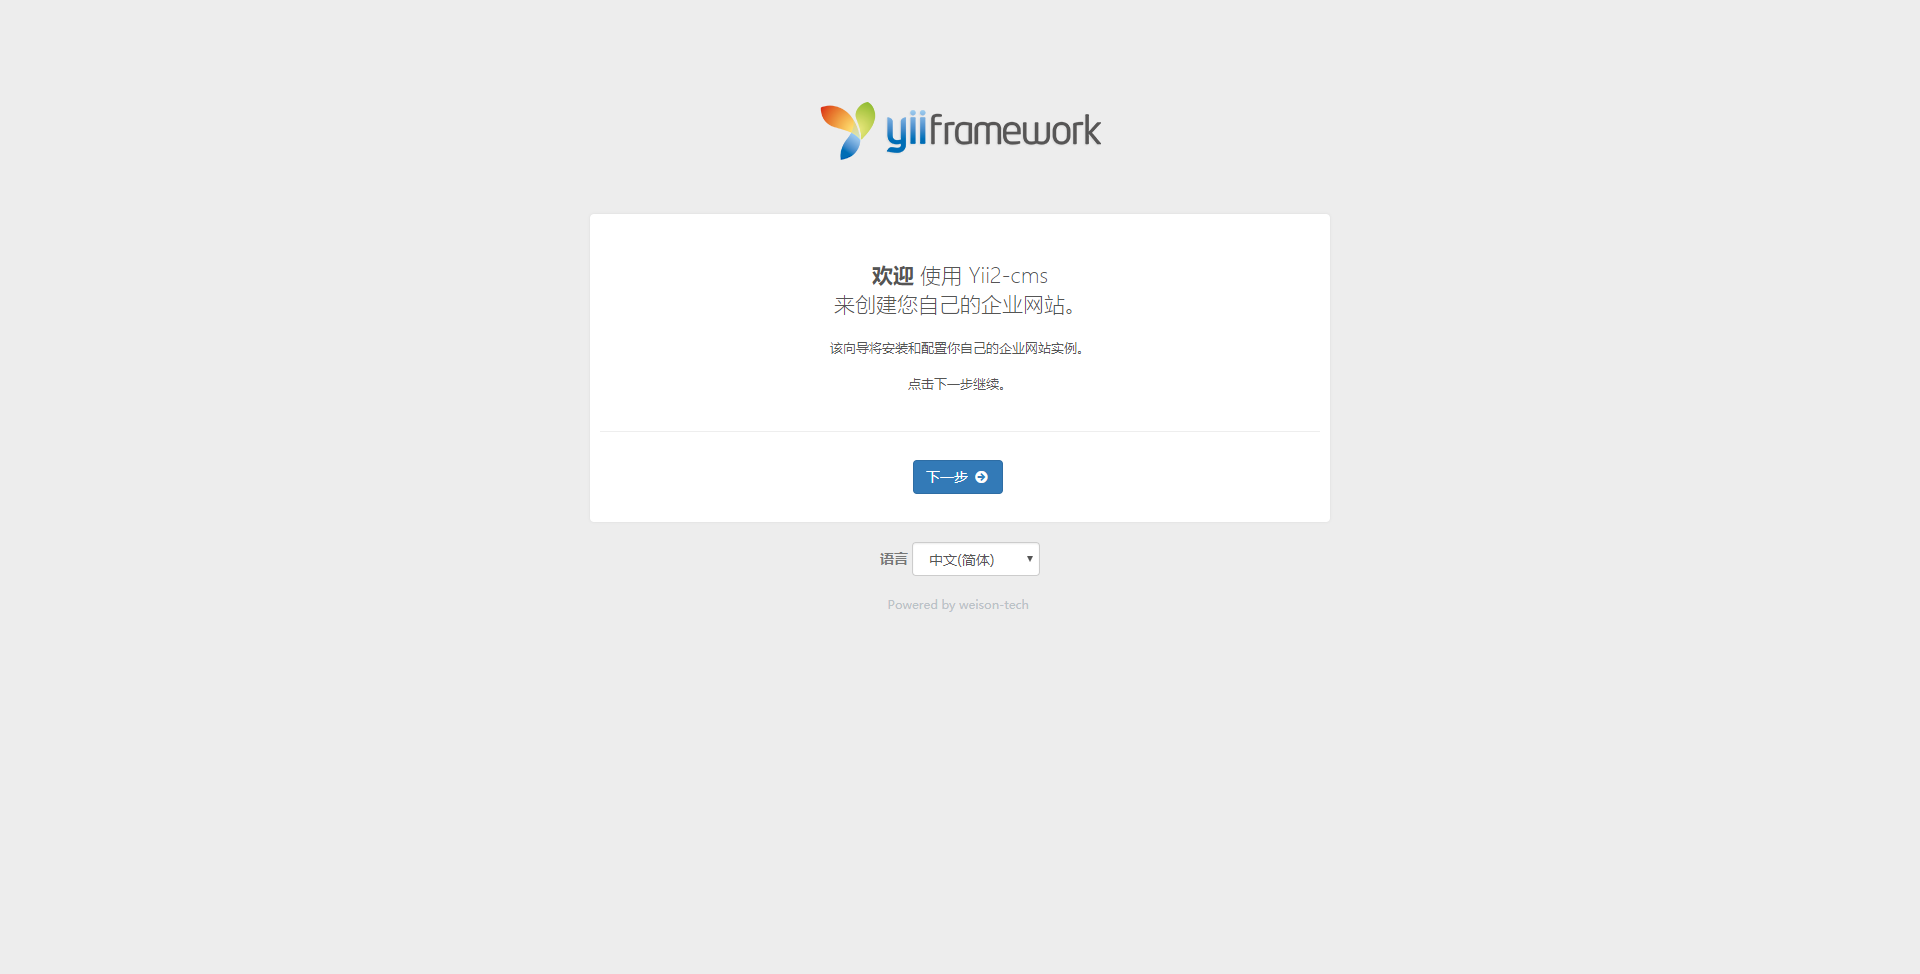 yiiframework
欢迎 使用 Yii2-cms
来创建您自己的企业网站。
该向导将安装和配置你自己的企业网站实例。
点击下一步继续。
下一步
语言 中文(简体)
Powered by weison-tech